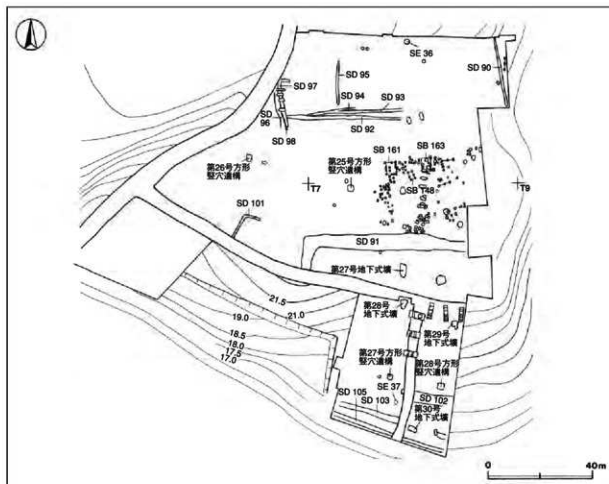 SE 36
SD 90
SD 97
SD 95
SD 94
SD 93
SD 96
SD 92
SD 98
SB 161
SB 163
第26号方形
竪穴遺構
第25号方形
竪穴遺構
T7
SB 148
T9
SD 101
SD 91
第27号地下式壙
21.5
19.0
21.0
18.5
18.0
17.5
17.0
第28号
地下式壙
第29号
地下式壙
第27号方形
竪穴遺構
第28号方形
竪穴遺構
SE 37
SD 105
SD 103
SD 102
第30号
地下式壙
0
40m